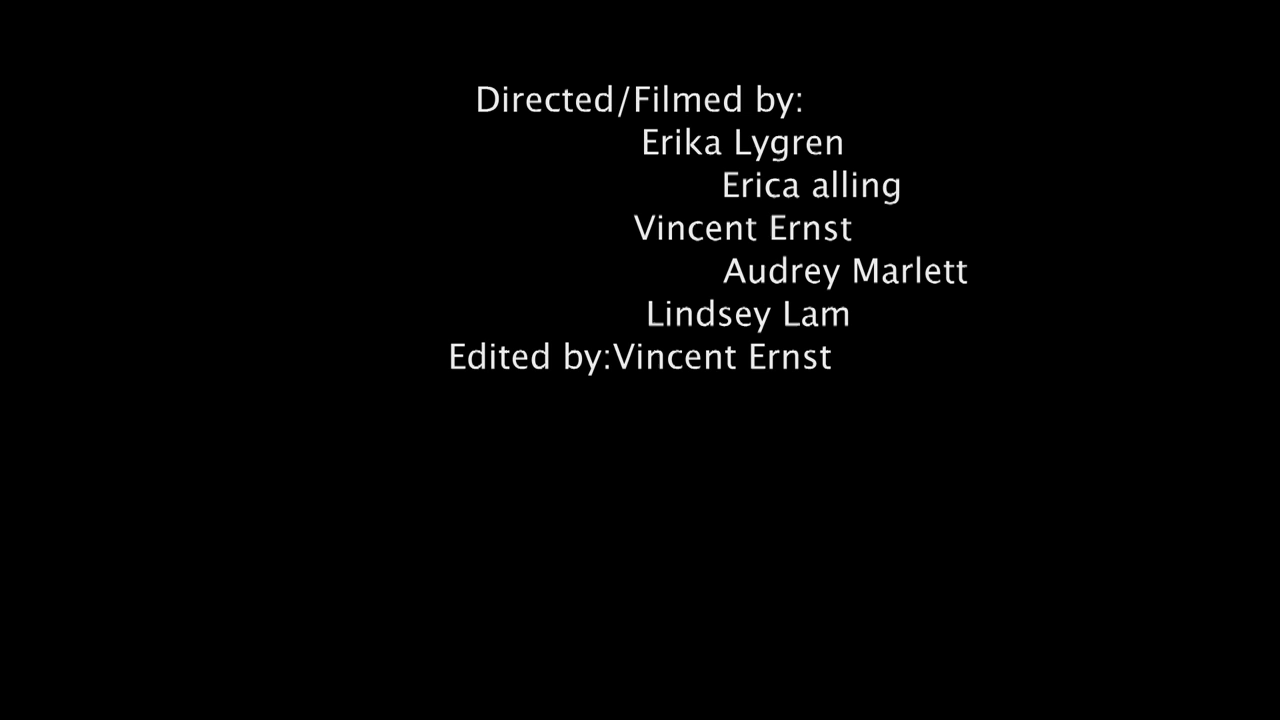 Directed/Filmed by:
Erika Lygren
Erica alling
Vincent Ernst
Audrey Marlett
Lindsey Lam
Edited by:Vincent Ernst